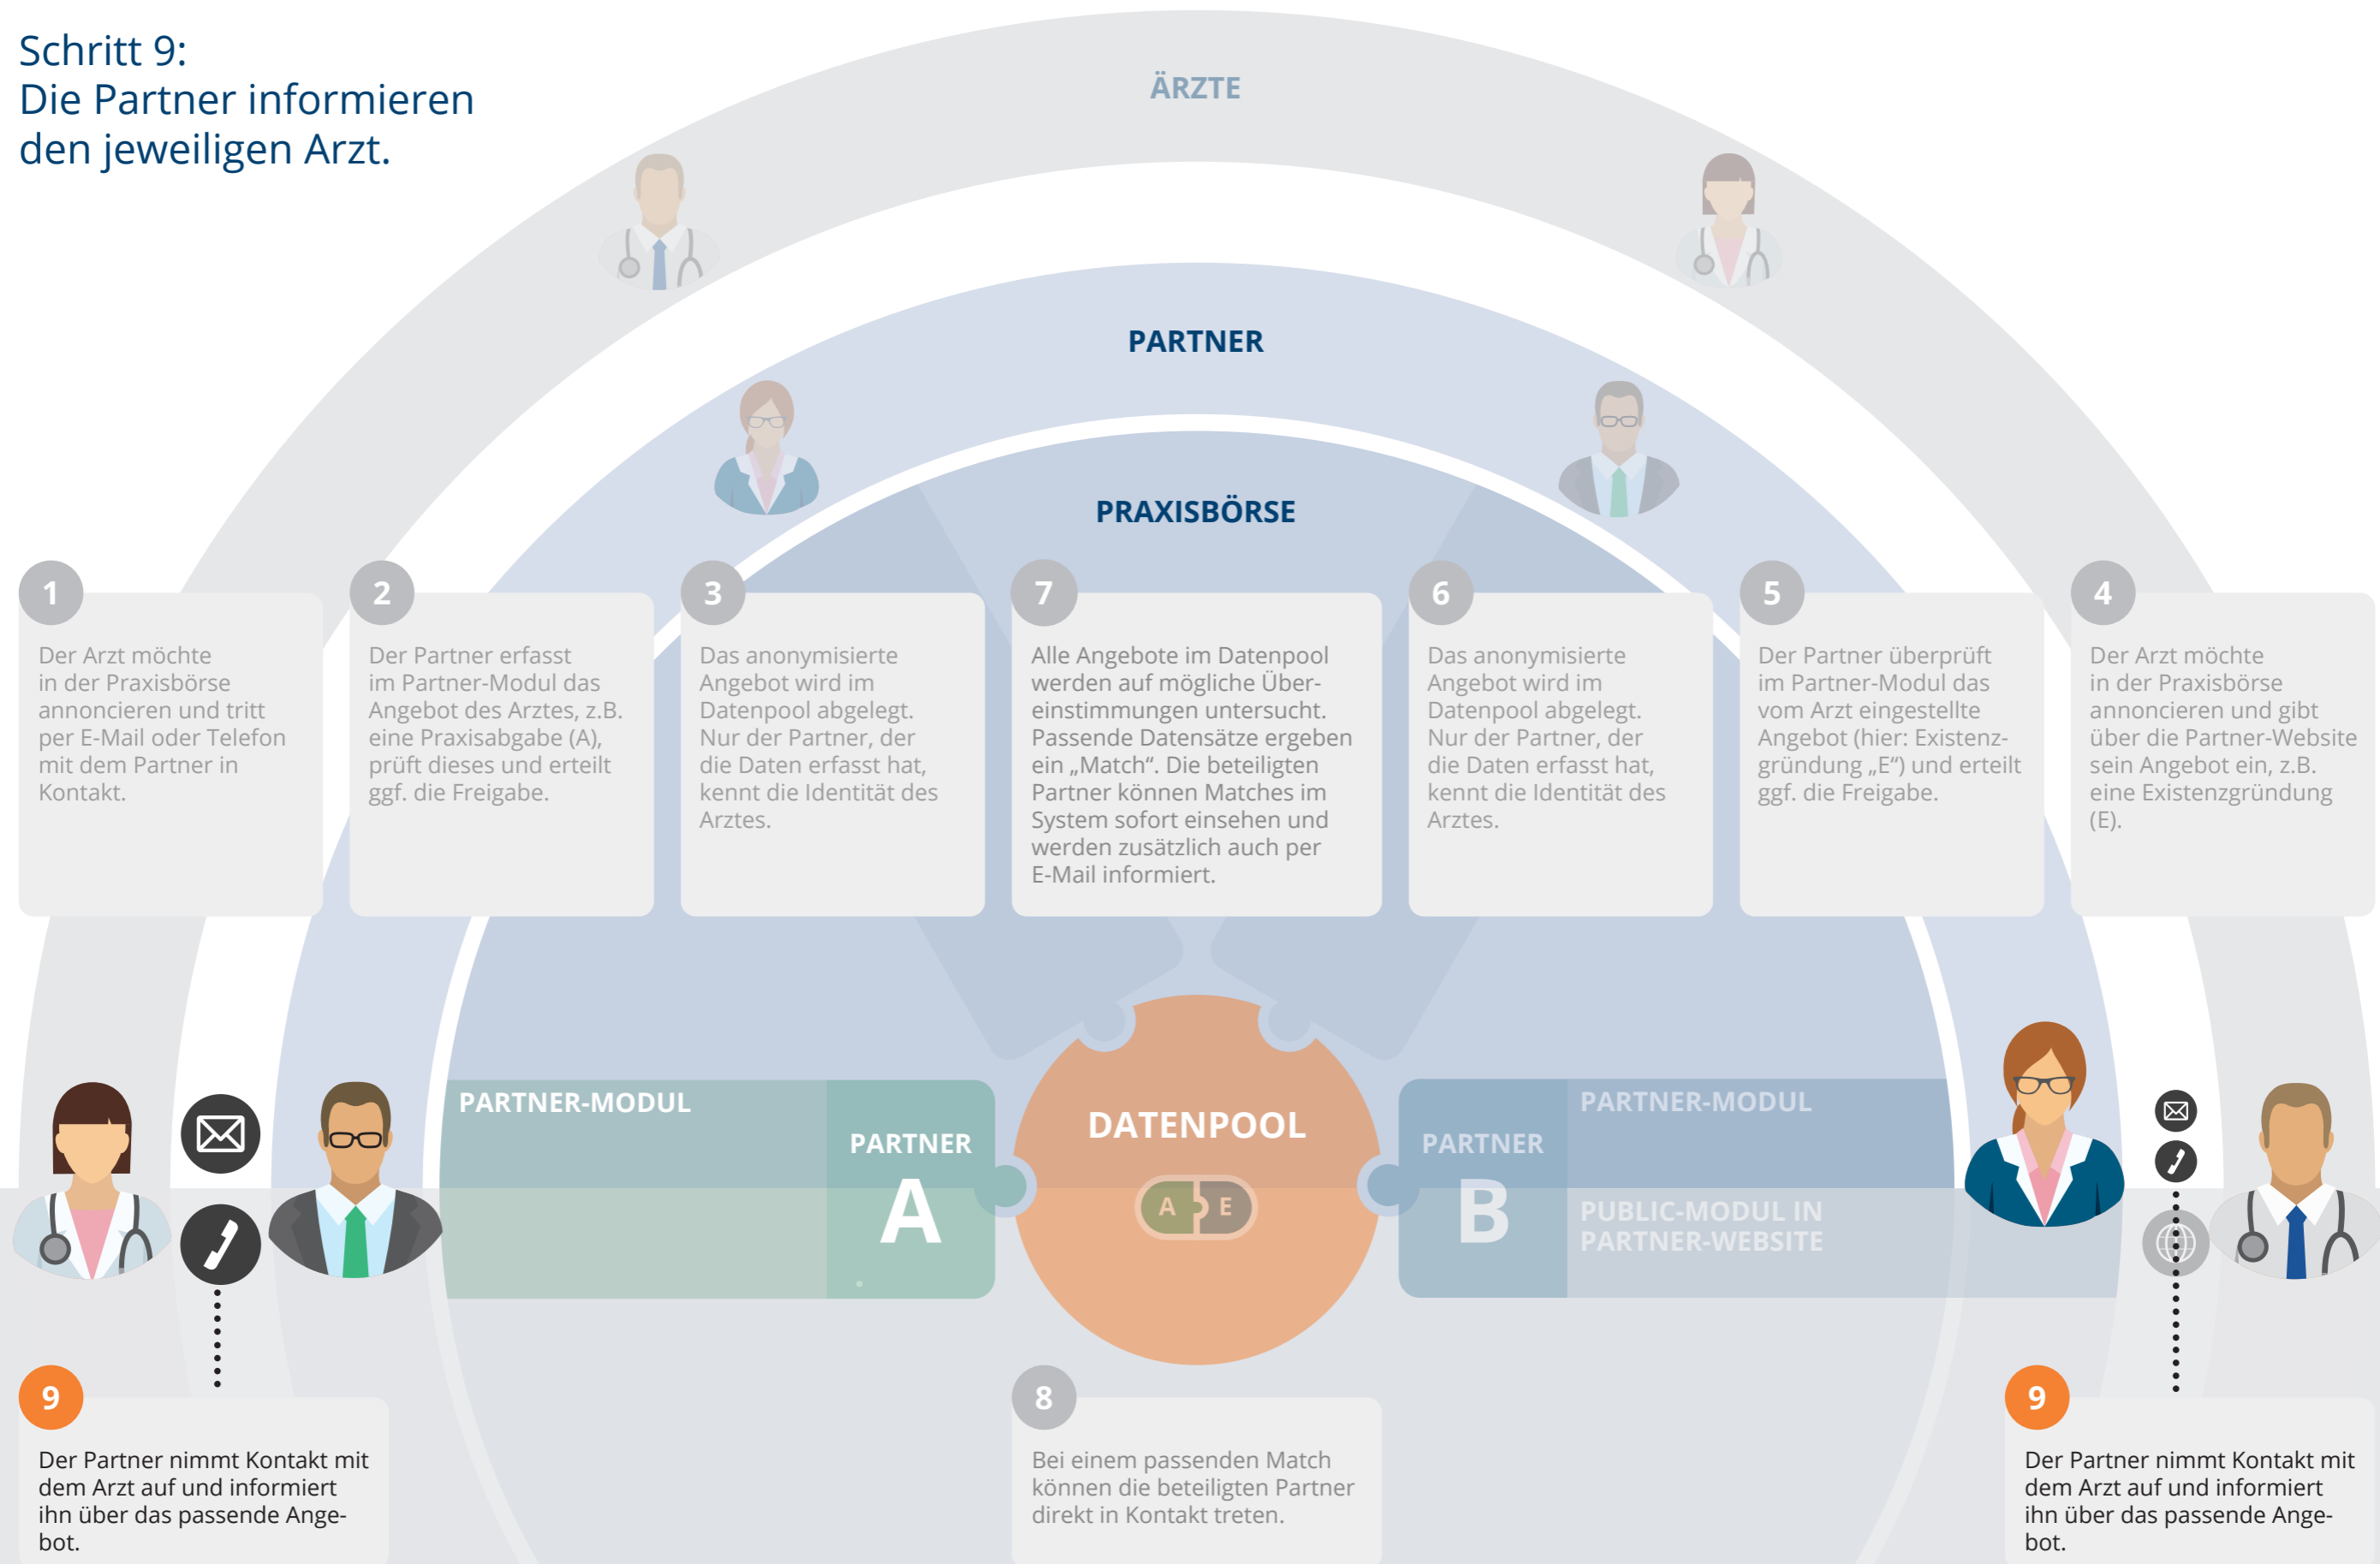 Schritt 9:
Die Partner informieren
den jeweiligen Arzt.
ÄRZTE
PARTNER
PRAXISBÖRSE
1
Der Arzt möchte
in der Praxisbörse
annoncieren und tritt
per E-Mail oder Telefon
mit dem Partner in
Kontakt.
2
Der Partner erfasst
im Partner-Modul das
Angebot des Arztes, z.B.
eine Praxisabgabe (A),
prüft dieses und erteilt
ggf. die Freigabe.
3
Das anonymisierte
Angebot wird im
Datenpool abgelegt.
Nur der Partner, der
die Daten erfasst hat,
kennt die Identität des
Arztes.
7
Alle Angebote im Datenpool
werden auf mögliche Über-
einstimmungen untersucht.
Passende Datensätze ergeben
ein „Match“. Die beteiligten
Partner können Matches im
System sofort einsehen und
werden zusätzlich auch per
E-Mail informiert.
6
Das anonymisierte
Angebot wird im
Datenpool abgelegt.
Nur der Partner, der
die Daten erfasst hat,
kennt die Identität des
Arztes.
5
Der Partner überprüft
im Partner-Modul das
vom Arzt eingestellte
Angebot (hier: Existenz-
gründung „E“) und erteilt
ggf. die Freigabe.
4
Der Arzt möchte
in der Praxisbörse
annoncieren und gibt
über die Partner-Website
sein Angebot ein, z.B.
eine Existenzgründung
(E).
PARTNER-MODUL
PARTNER
A
DATENPOOL
A E
PARTNER
B
PARTNER-MODUL
PUBLIC-MODUL IN
PARTNER-WEBSITE
9
Der Partner nimmt Kontakt mit
dem Arzt auf und informiert
ihn über das passende Ange-
bot.
8
Bei einem passenden Match
können die beteiligten Partner
direkt in Kontakt treten.
9
Der Partner nimmt Kontakt mit
dem Arzt auf und informiert
ihn über das passende Ange-
bot.